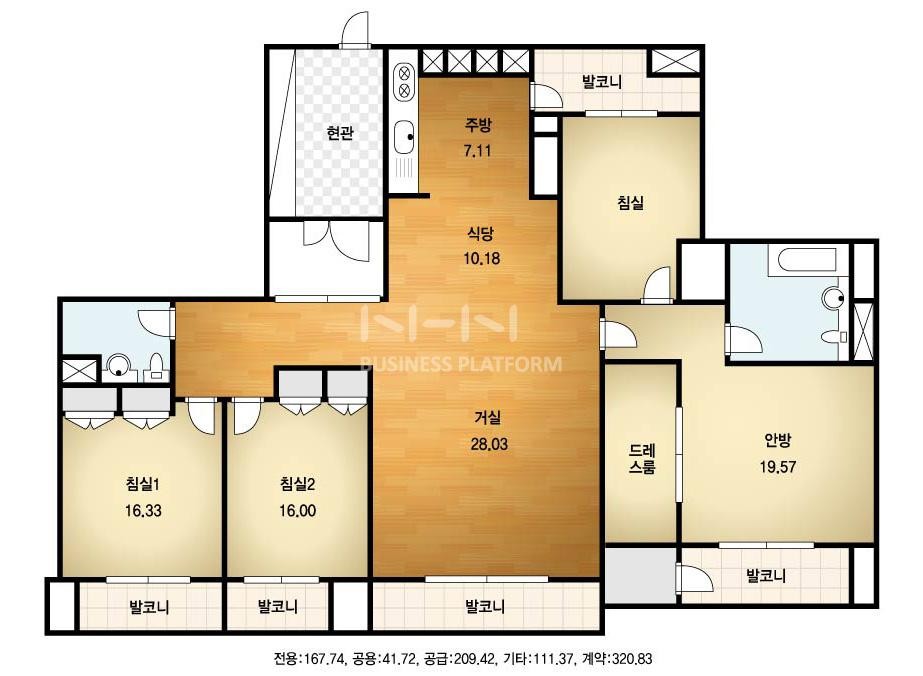 발코니
현관
주방
7.11
침실
식당
10.18
NHN
BUSINESS PLATFORM
거실
28.03
드레
스룸
안방
19.57
침실1
16.33
침실2
16.00
발코니
발코니
발코니
발코니
전용:167.74, 공용:41.72, 공급:209.42, 기타:111.37, 계약:320.83